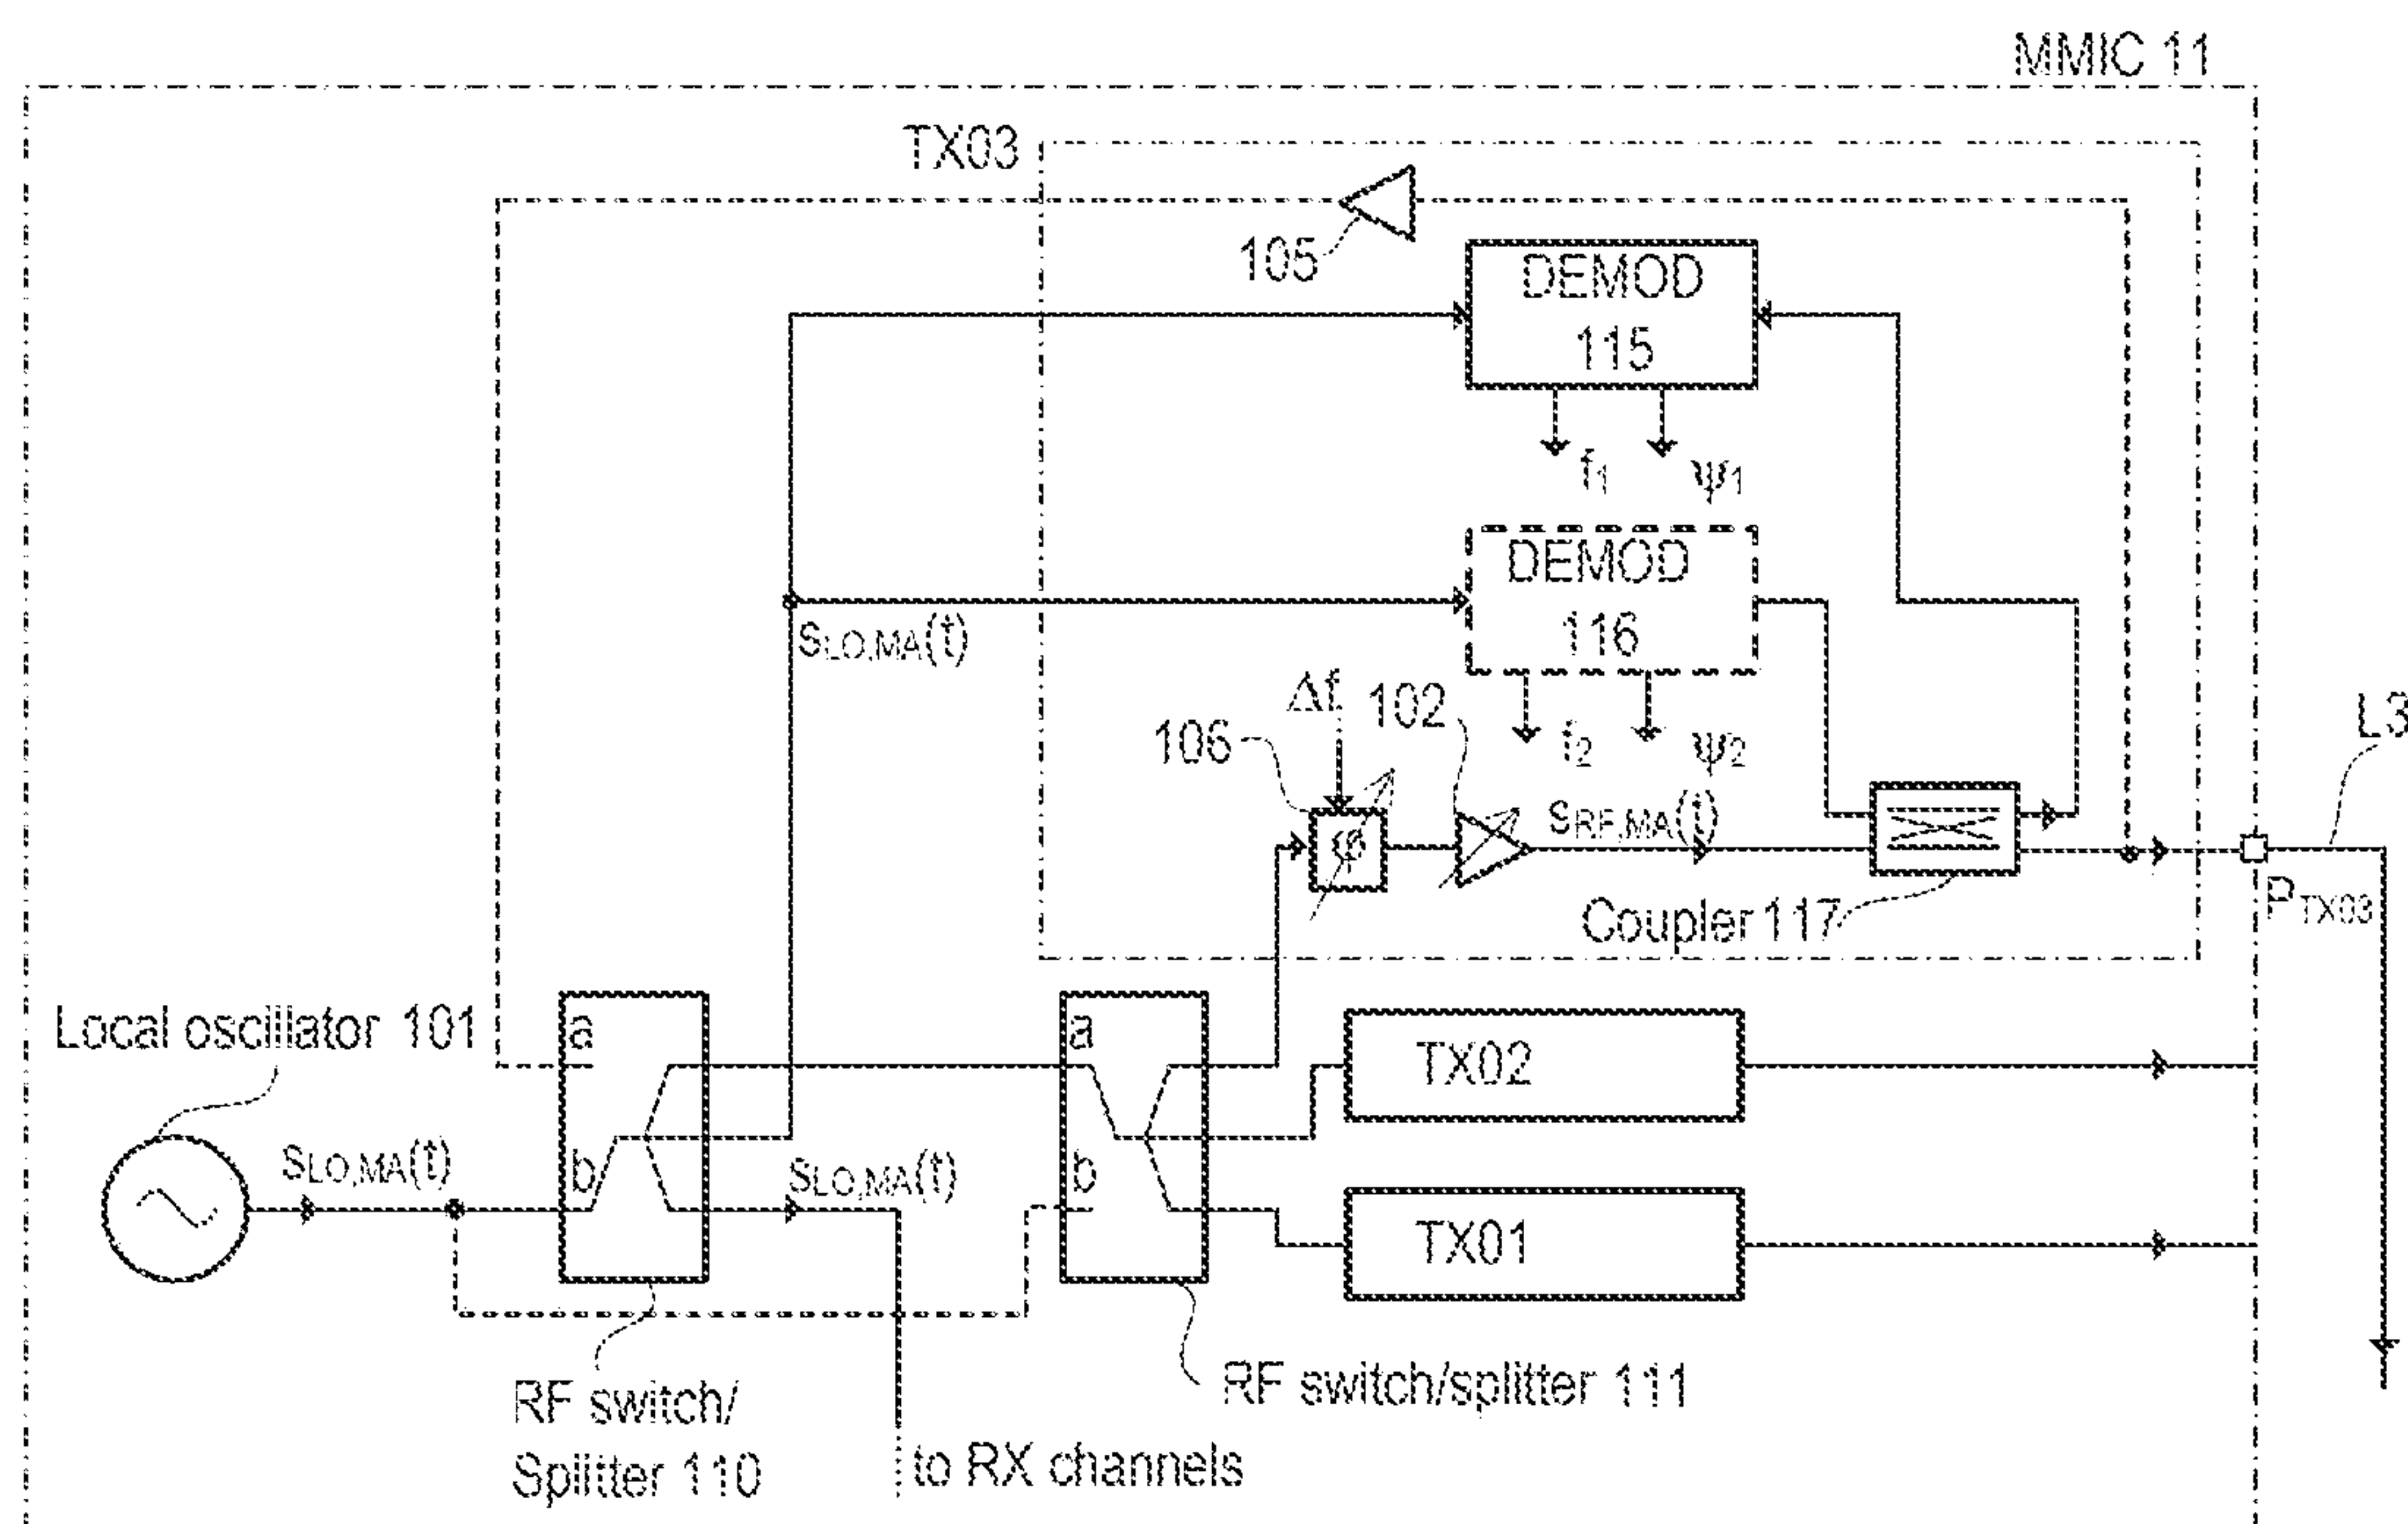 MMIC 11
TX03
105
DEMOD
115
f1 ψ1
DEMOD
116
sLO,MA(t)
Δf 102
106
f2 ψ2
L3
φ
sRF,MA(t)
Coupler 117
PTX03
Local oscillator 101
a
a
TX02
sLO,MA(t)
b
sLO,MA(t)
b
TX01
RF switch/
Splitter 110
RF switch/splitter 111
to RX channels